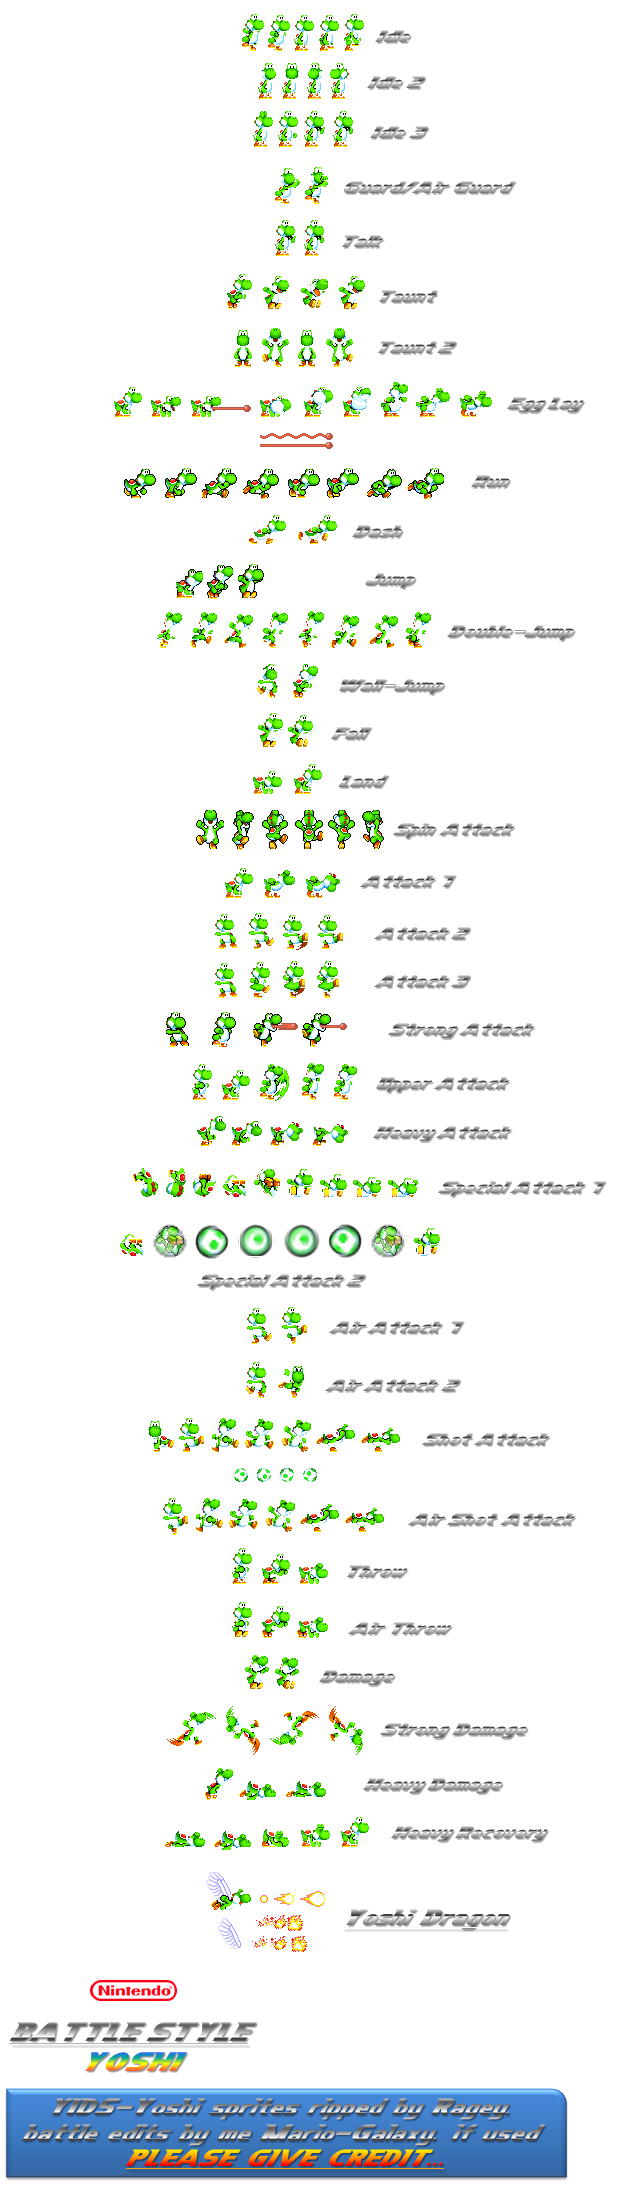 Idle
Idle 2
Idle 3
Guard/Air Guard
Talk
Taunt
Taunt 2
Egg Lay
Run
Dash
Jump
Double-Jump
Wall-Jump
Fall
Land
Spin Attack
Attack 1
Attack 2
Attack 3
Strong Attack
Upper Attack
Heavy Attack
Special Attack 1
Special Attack 2
Air Attack 1
Air Attack 2
Shot Attack
Air Shot Attack
Throw
Air Throw
Damage
Strong Damage
Heavy Damage
Heavy Recovery
Yoshi Dragon
Nintendo®
BATTLE STYLE
YOSHI
YIDS-Yoshi sprites ripped by Ragey.
battle edits by me Mario-Galaxy. if used
PLEASE GIVE CREDIT...